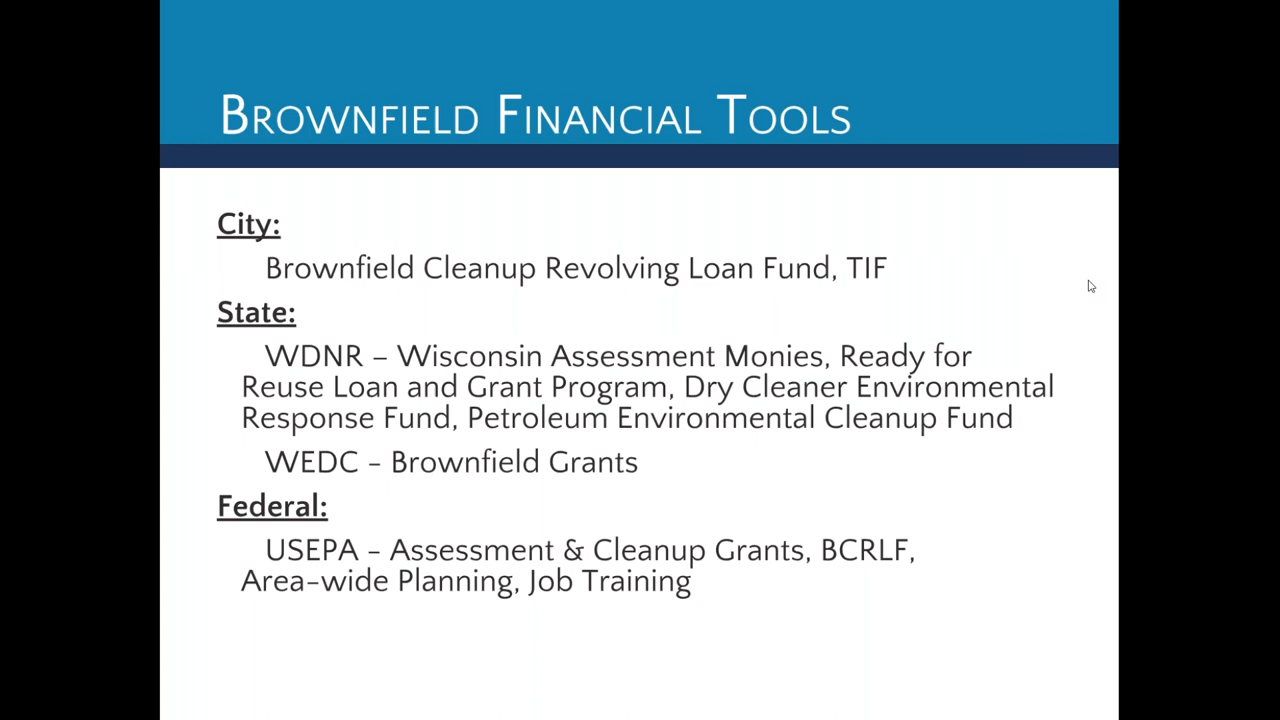 Brownfield Financial Tools
City:
Brownfield Cleanup Revolving Loan Fund, TIF
State:
WDNR – Wisconsin Assessment Monies, Ready for
Reuse Loan and Grant Program, Dry Cleaner Environmental
Response Fund, Petroleum Environmental Cleanup Fund
WEDC – Brownfield Grants
Federal:
USEPA – Assessment & Cleanup Grants, BCRLF,
Area-wide Planning, Job Training